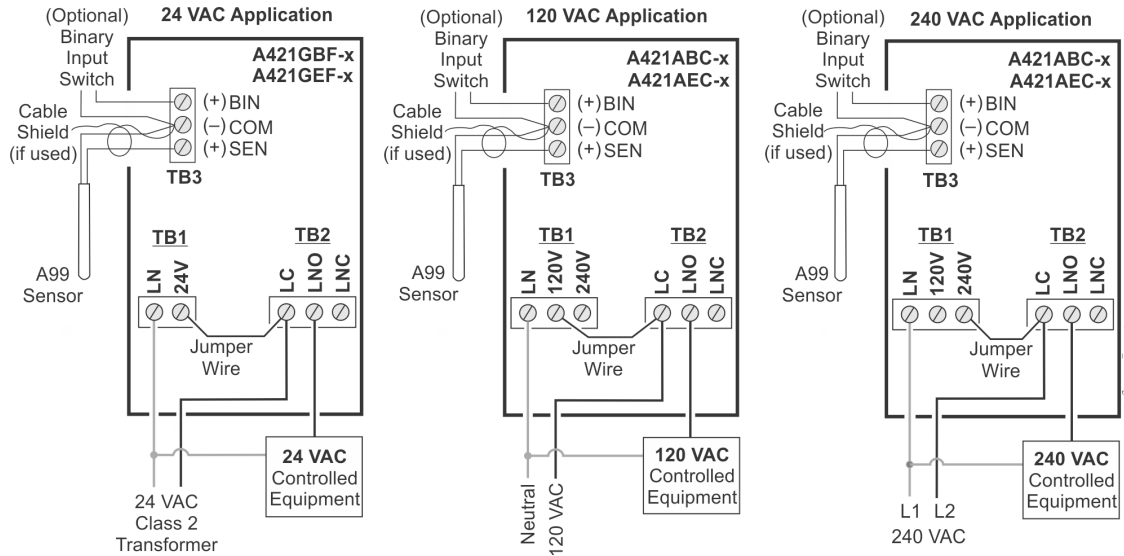 24 VAC Application
(Optional)
Binary
Input
Switch
A421GBF-x
A421GEF-x
Cable
Shield
(if used)
(+) BIN
(–) COM
(+) SEN
TB3
A99
Sensor
TB1
LN
24V
TB2
LC
LNO
LNC
Jumper
Wire
24 VAC
Controlled
Equipment
24 VAC
Class 2
Transformer
120 VAC Application
(Optional)
Binary
Input
Switch
A421ABC-x
A421AEC-x
Cable
Shield
(if used)
(+) BIN
(–) COM
(+) SEN
TB3
A99
Sensor
TB1
LN
120V
240V
TB2
LC
LNO
LNC
Jumper
Wire
120 VAC
Controlled
Equipment
Neutral
120 VAC
240 VAC Application
(Optional)
Binary
Input
Switch
A421ABC-x
A421AEC-x
Cable
Shield
(if used)
(+) BIN
(–) COM
(+) SEN
TB3
A99
Sensor
TB1
LN
120V
240V
TB2
LC
LNO
LNC
Jumper
Wire
240 VAC
Controlled
Equipment
L1 L2
240 VAC